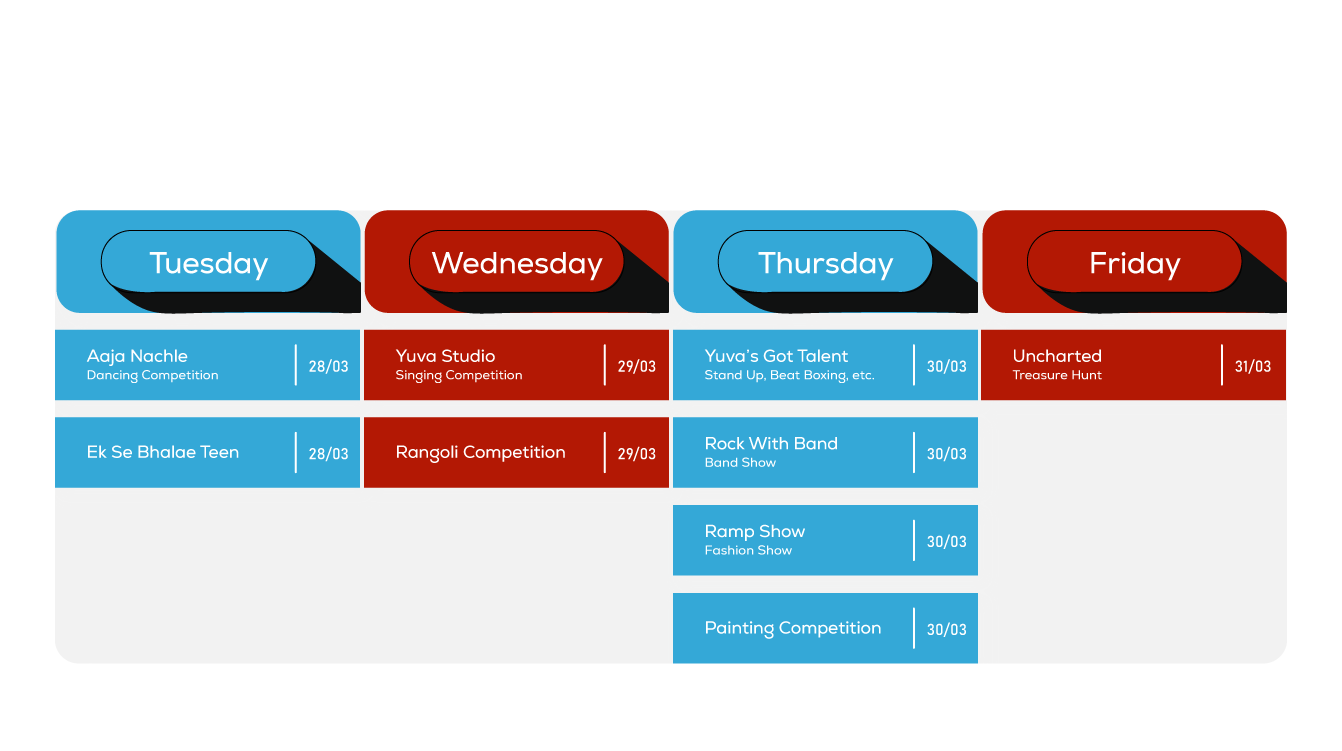 Tuesday
Wednesday
Thursday
Friday
Aaja Nachle
Dancing Competition
28/03
Yuva Studio
Singing Competition
29/03
Yuva's Got Talent
Stand Up, Beat Boxing, etc.
30/03
Uncharted
Treasure Hunt
31/03
Ek Se Bhalae Teen
28/03
Rangoli Competition
29/03
Rock With Band
Band Show
30/03
Ramp Show
Fashion Show
30/03
Painting Competition
30/03